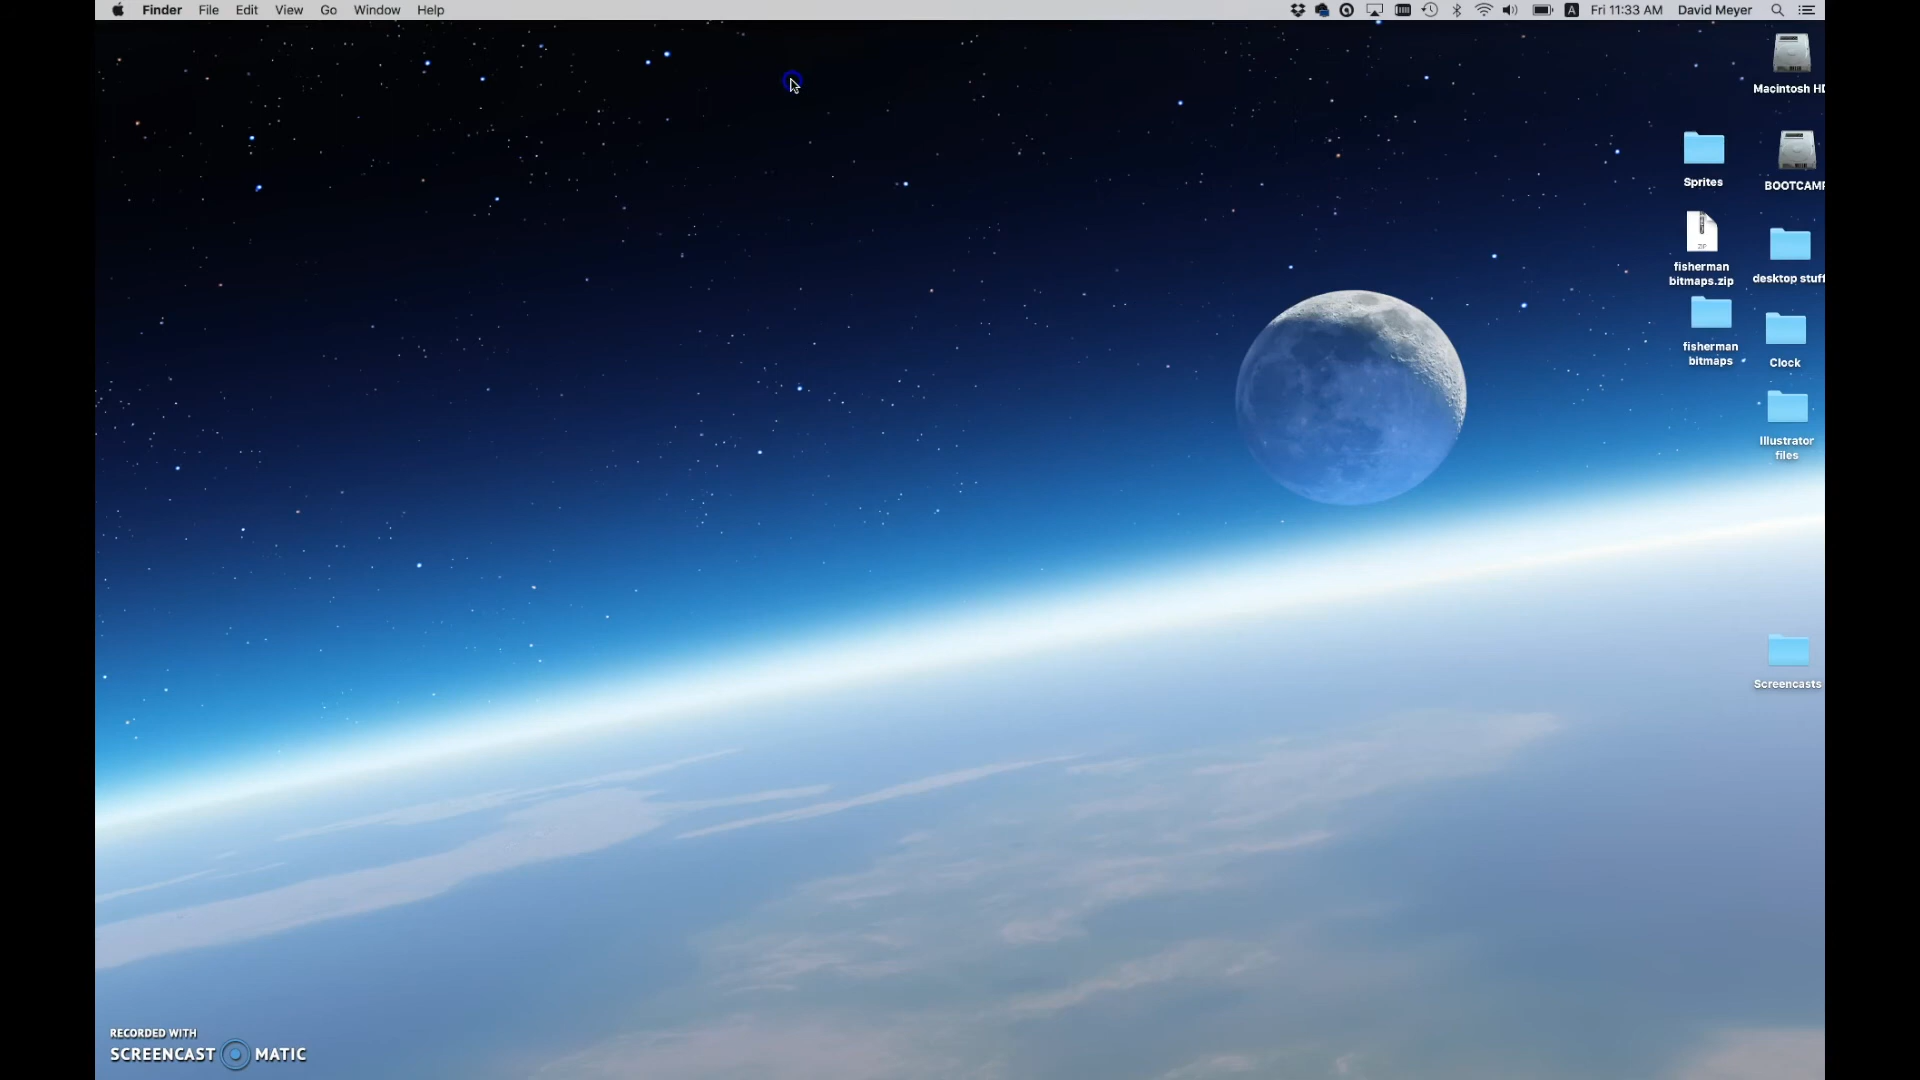 Finder File Edit View Go Window Help
A Fri 11:33 AM David Meyer
Macintosh HD
Sprites
BOOTCAMP
ZIP
fisherman
bitmaps.zip
desktop stuff
fisherman
bitmaps
Clock
Illustrator
files
Screencasts
RECORDED WITH
SCREENCAST MATIC